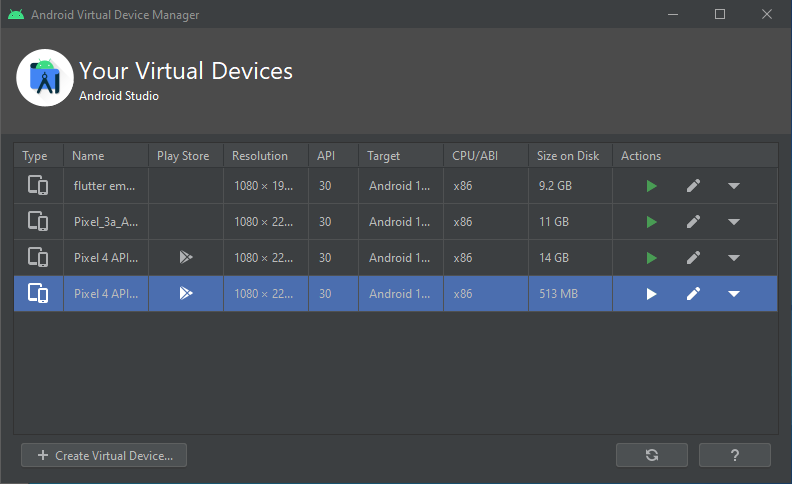 Android Virtual Device Manager
Your Virtual Devices
Android Studio
Type Name Play Store Resolution API Target CPU/ABI Size on Disk Actions
flutter em... 1080 × 19... 30 Android 1... x86 9.2 GB
Pixel_3a_A... 1080 × 22... 30 Android 1... x86 11 GB
Pixel 4 API... 1080 × 22... 30 Android 1... x86 14 GB
Pixel 4 API... 1080 × 22... 30 Android 1... x86 513 MB
+ Create Virtual Device... ?